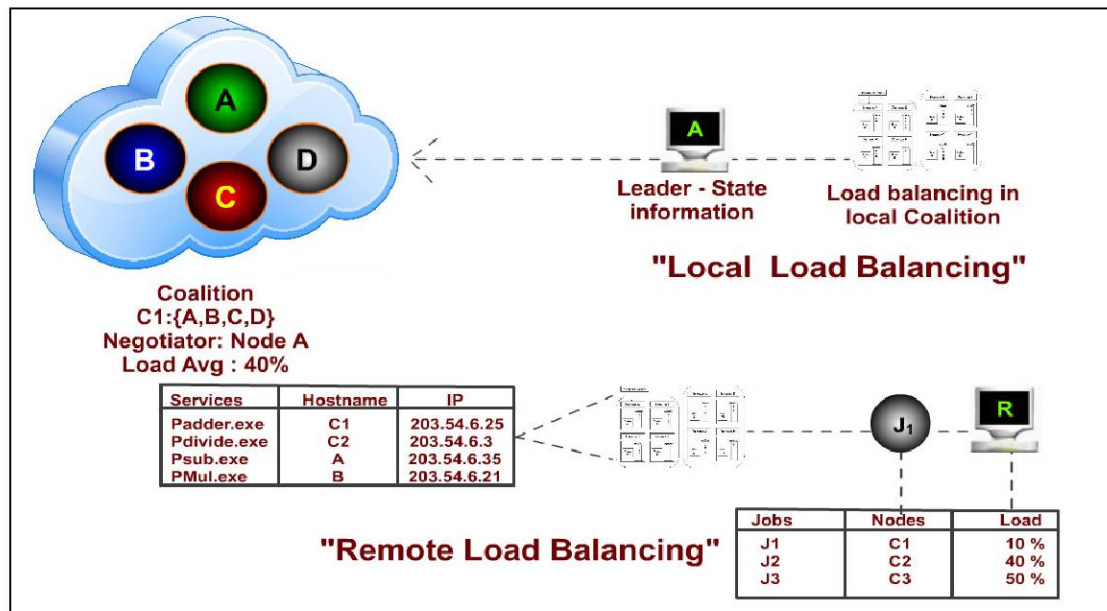 A
B
D
C
A
Leader - State
information
Load balancing in
local Coalition
"Local Load Balancing"
Coalition
C1:{A,B,C,D}
Negotiator: Node A
Load Avg : 40%
Services Hostname IP
Padder.exe C1 203.54.6.25
Pdivide.exe C2 203.54.6.3
Psub.exe A 203.54.6.35
PMul.exe B 203.54.6.21
J1
R
"Remote Load Balancing"
Jobs Nodes Load
J1 C1 10 %
J2 C2 40 %
J3 C3 50 %